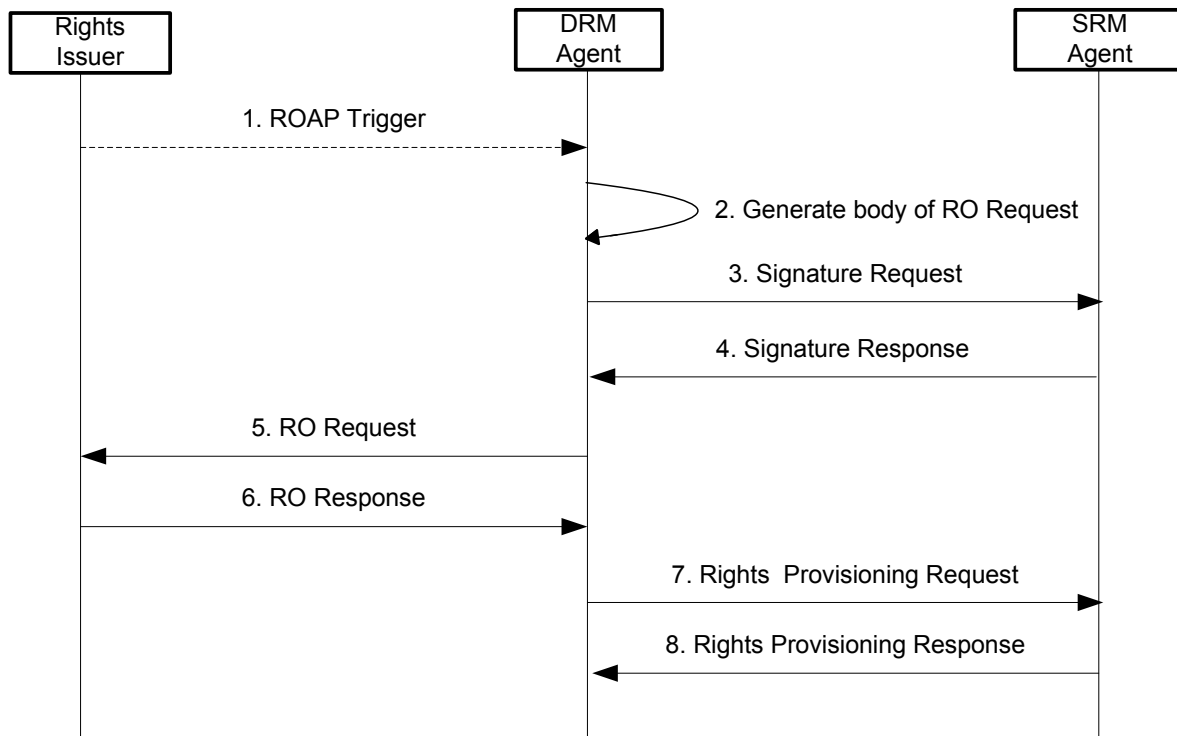 Rights
Issuer
DRM
Agent
SRM
Agent
1. ROAP Trigger
2. Generate body of RO Request
3. Signature Request
4. Signature Response
5. RO Request
6. RO Response
7. Rights  Provisioning Request
8. Rights Provisioning Response